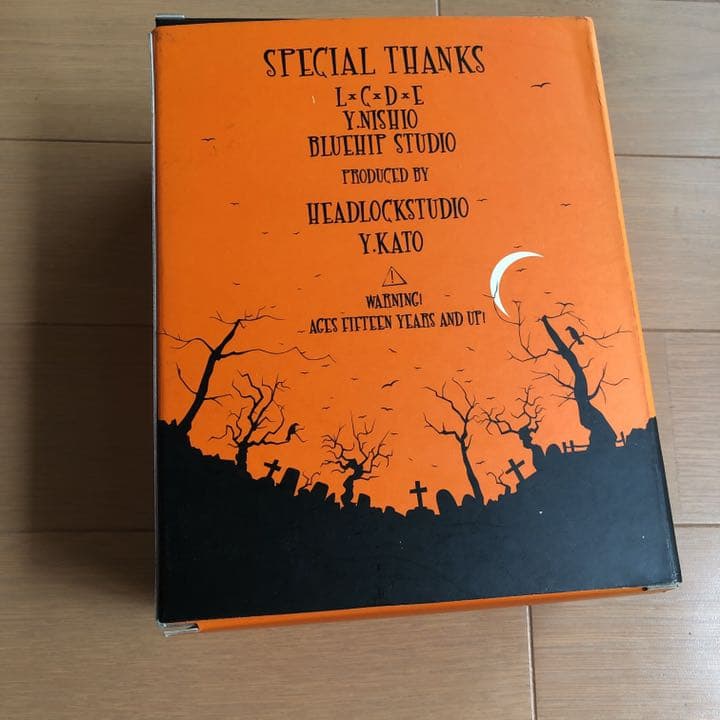 SPECIAL THANKS
L×C×D×E
Y.NISHIO
BLUEHIP STUDIO
PRODUCED BY
HEADLOCKSTUDIO
Y.KATO
WARNING!
AGES FIFTEEN YEARS AND UP!